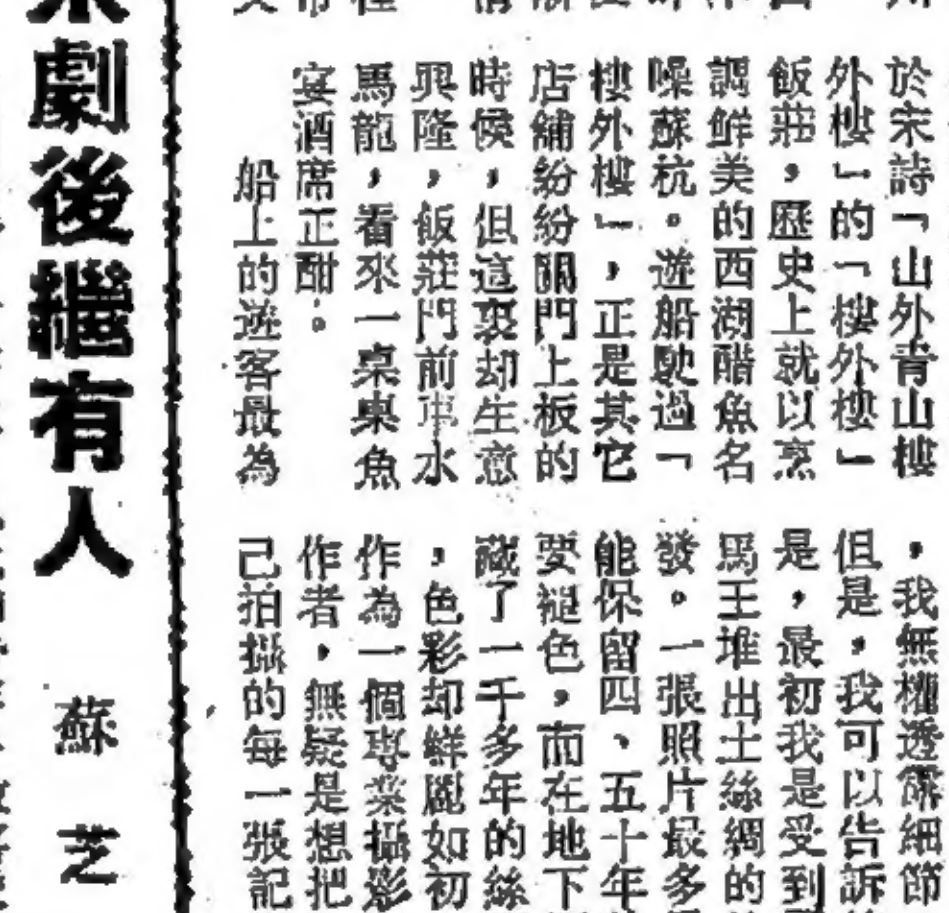 於宋詩「山外青山樓
外樓」的「樓外樓」
飯莊，歷史上就以烹
調鮮美的西湖醋魚名
噪蘇杭。遊船駛過「
樓外樓」，正是其它
店舖紛紛關門上板的
時候，但這裏却生意
興隆，飯莊門前車水
馬龍，看來一桌桌魚
宴酒席正酣。
船上的遊客最為
，我無權透露細節
但是，我可以告訴
是，最初我是受到
馬王堆出土絲綢的
發。一張照片最多
能保留四、五十年
要褪色，而在地下
藏了一千多年的絲
，色彩却鮮麗如初
作為一個專業攝影
作者，無疑是想把
己拍攝的每一張記
劇後繼有人
蘇芝